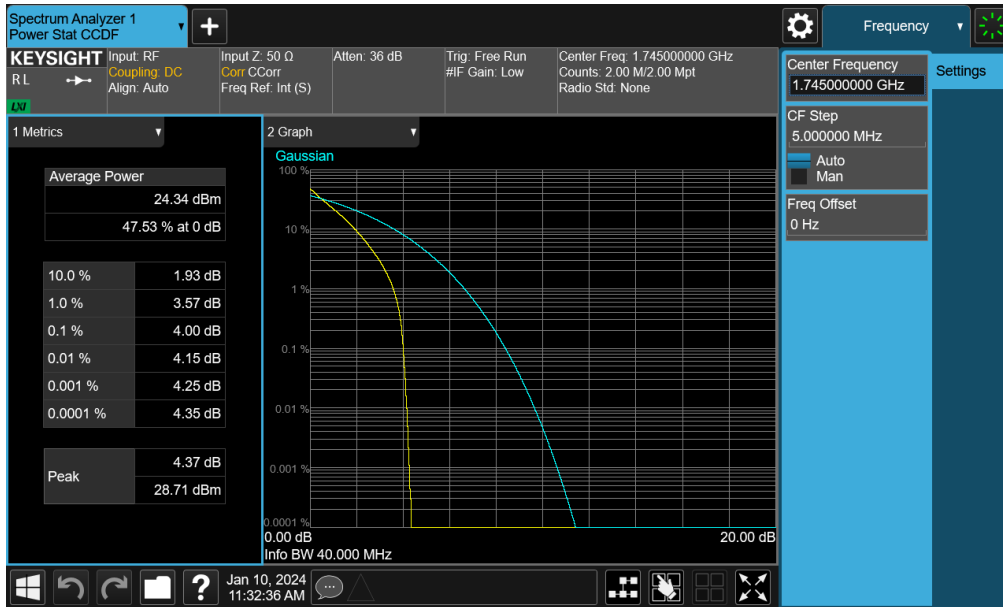 Spectrum Analyzer 1
Power Stat CCDF
Frequency
KEYSIGHT
R L
LXI
Input: RF
Coupling: DC
Align: Auto
Input Z: 50 Ω
Corr CCorr
Freq Ref: Int (S)
Atten: 36 dB
Trig: Free Run
#IF Gain: Low
Center Freq: 1.745000000 GHz
Counts: 2.00 M/2.00 Mpt
Radio Std: None
Center Frequency
1.745000000 GHz
Settings
CF Step
5.000000 MHz
Auto
Man
Freq Offset
0 Hz
1 Metrics
Average Power
24.34 dBm
47.53 % at 0 dB
10.0 % 1.93 dB
1.0 % 3.57 dB
0.1 % 4.00 dB
0.01 % 4.15 dB
0.001 % 4.25 dB
0.0001 % 4.35 dB
Peak 4.37 dB
28.71 dBm
2 Graph
Gaussian
100 %
10 %
1 %
0.1 %
0.01 %
0.001 %
0.0001 %
0.00 dB 20.00 dB
Info BW 40.000 MHz
?
Jan 10, 2024
11:32:36 AM